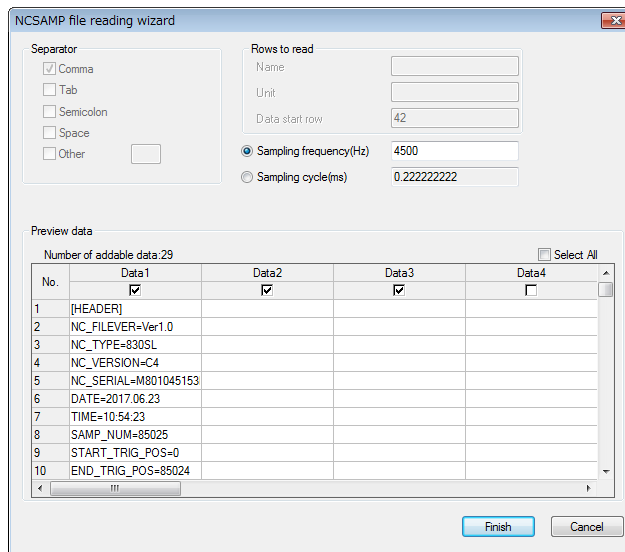 NCSAMP file reading wizard
Separator
Comma
Tab
Semicolon
Space
Other
Rows to read
Name
Unit
Data start row 42
Sampling frequency(Hz) 4500
Sampling cycle(ms) 0.222222222
Preview data
Number of addable data:29 Select All
No. Data1 Data2 Data3 Data4
1 [HEADER]
2 NC_FILEVER=Ver1.0
3 NC_TYPE=830SL
4 NC_VERSION=C4
5 NC_SERIAL=M801045153
6 DATE=2017.06.23
7 TIME=10:54:23
8 SAMP_NUM=85025
9 START_TRIG_POS=0
10 END_TRIG_POS=85024
Finish Cancel